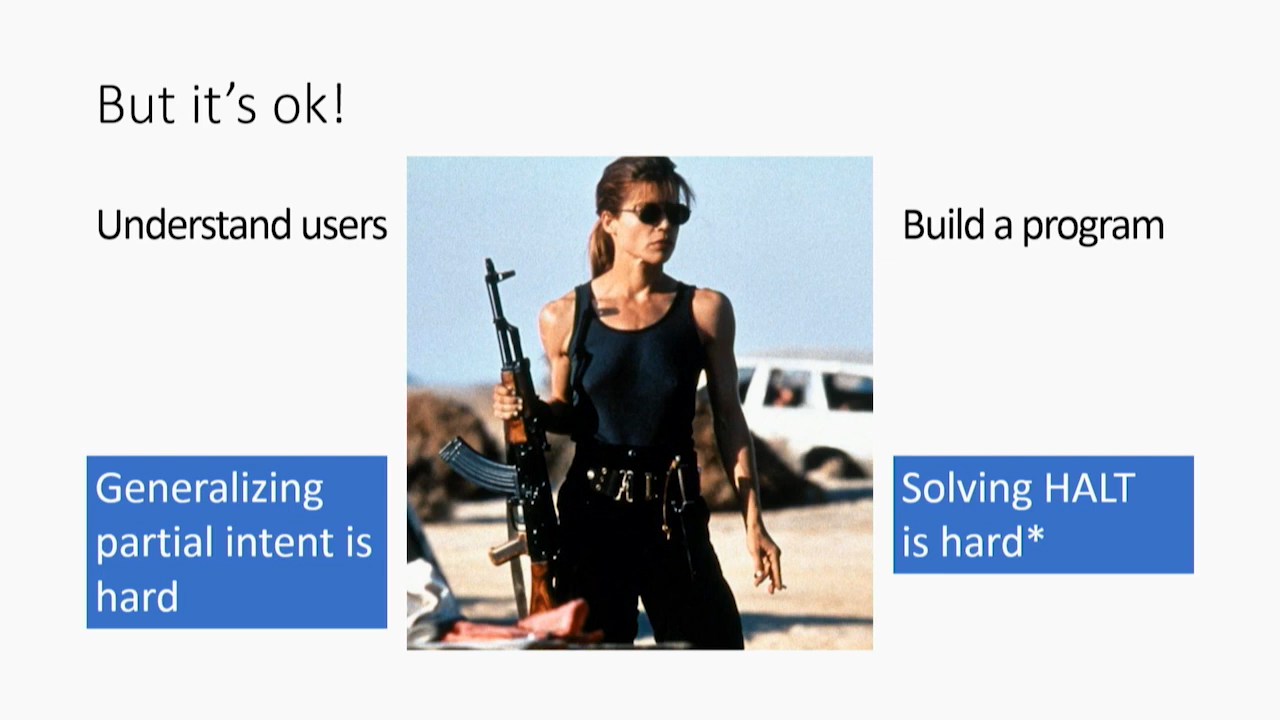 But it’s ok!
Understand users
Build a program
Generalizing
partial intent is
hard
Solving HALT
is hard*